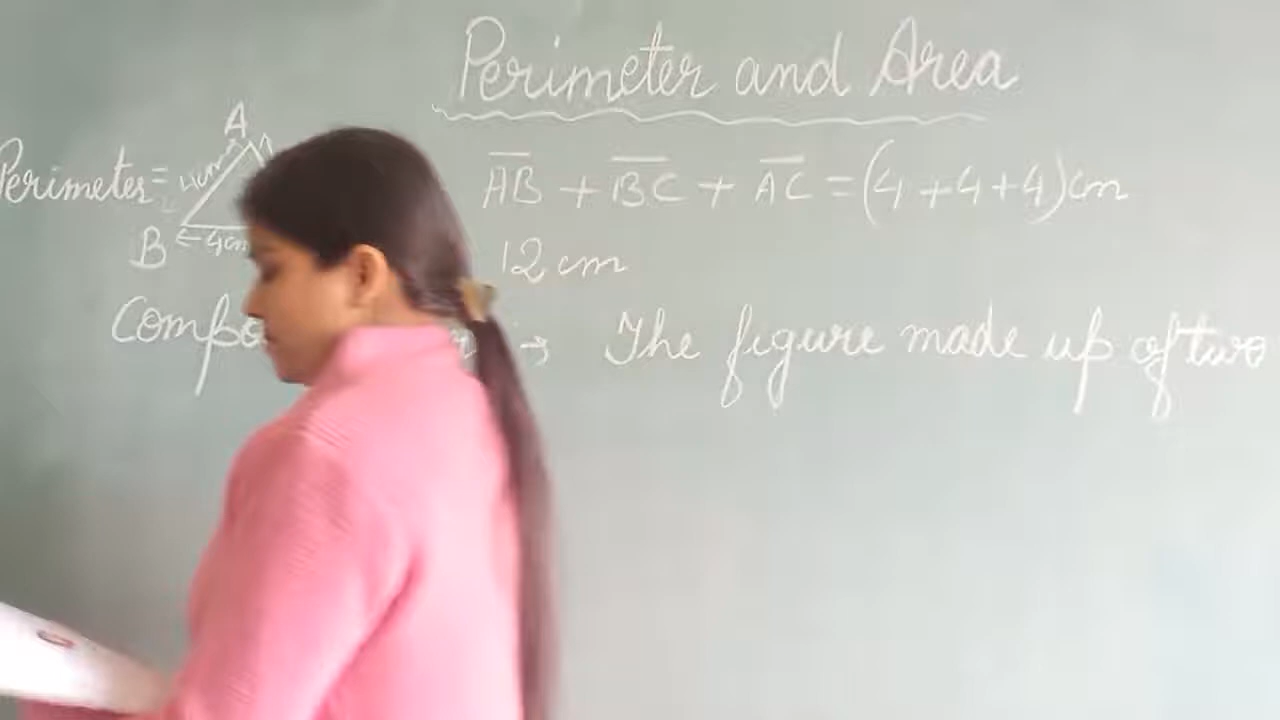 Perimeter and Area
A
Perimeter = 4cm AB + BC + AC = (4 + 4 + 4) cm
B ← 4cm 12 cm
→ The figure made up of two